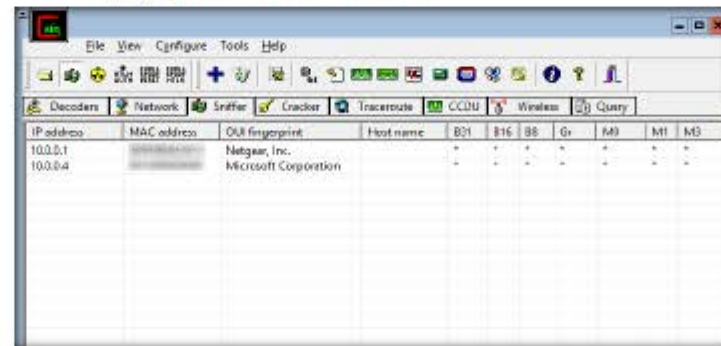 File View Configure Tools Help
Decoders Network Sniffer Cracker Traceroute CCDU Wireless Query
IP address MAC address OUI fingerprint Host name B31 B16 B8 Gr M0 M1 M3
10.0.0.1 Netgear, Inc. * * * * * * *
10.0.0.4 Microsoft Corporation * * * * * * *